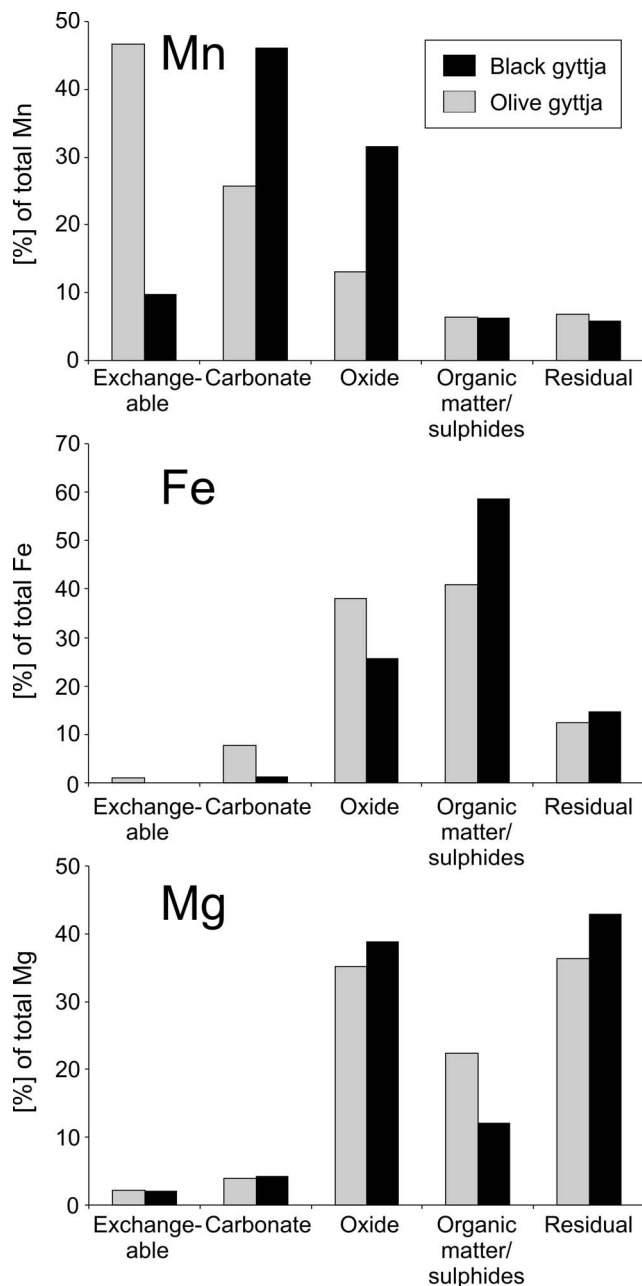 Mn
Black gyttja
Olive gyttja
[%] of total Mn
50
40
30
20
10
0
Exchange-
able
Carbonate
Oxide
Organic
matter/
sulphides
Residual
Fe
[%] of total Fe
70
60
50
40
30
20
10
0
Exchange-
able
Carbonate
Oxide
Organic
matter/
sulphides
Residual
Mg
[%] of total Mg
50
40
30
20
10
0
Exchange-
able
Carbonate
Oxide
Organic
matter/
sulphides
Residual